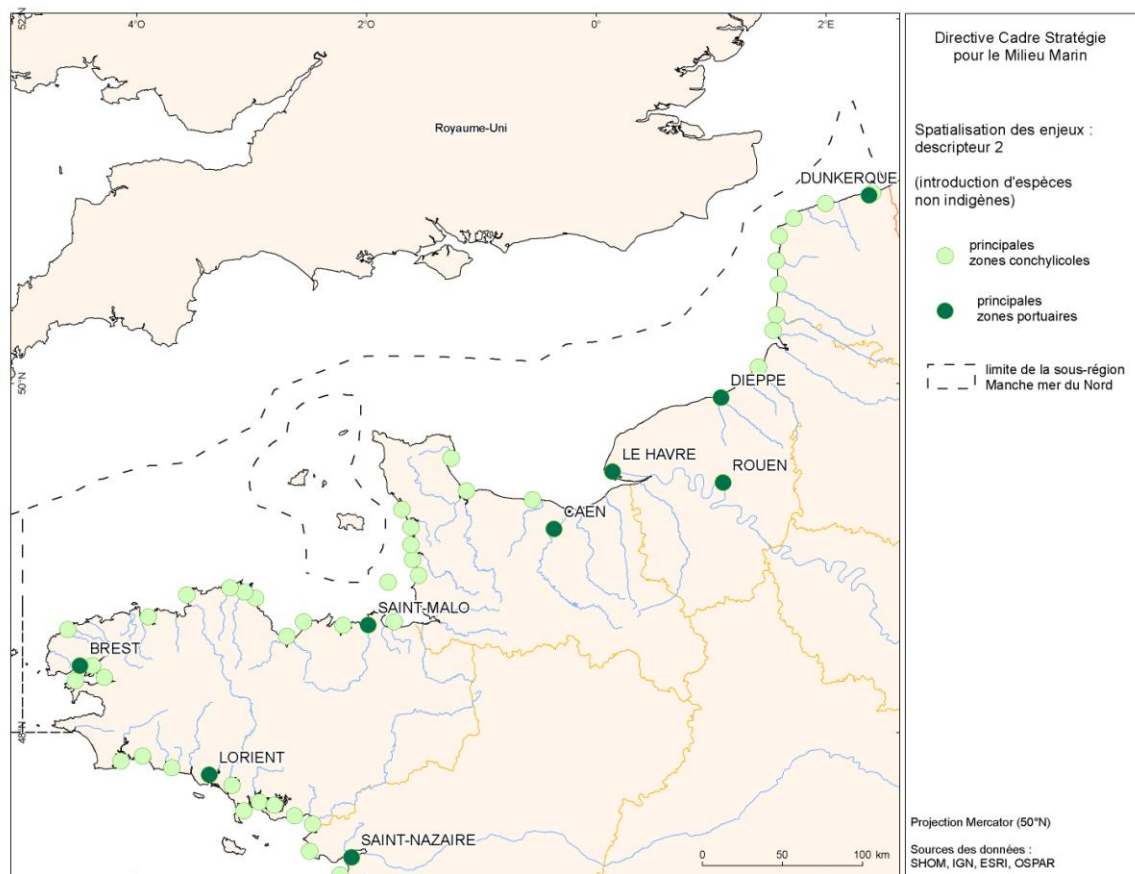 52°N
4°O
2°O
0°
2°E
Royaume-Uni
DUNKERQUE
50°N
DIEPPE
LE HAVRE
ROUEN
CAEN
SAINT-MALO
BREST
48°N
LORIENT
SAINT-NAZAIRE
0 50 100 km
Directive Cadre Stratégie
pour le Milieu Marin
Spatialisation des enjeux :
descripteur 2
(introduction d'espèces
non indigènes)
principales
zones conchylicoles
principales
zones portuaires
limite de la sous-région
Manche mer du Nord
Projection Mercator (50°N)
Sources des données :
SHOM, IGN, ESRI, OSPAR